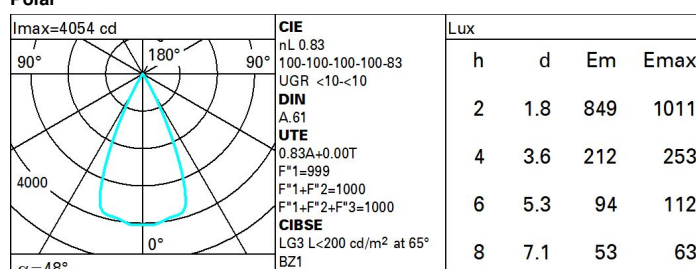 Polar
Imax=4054 cd
90° 180° 90°
4000
0°
α=48°
CIE
nL 0.83
100-100-100-100-83
UGR <10-<10
DIN
A.61
UTE
0.83A+0.00T
F"1=999
F"1+F"2=1000
F"1+F"2+F"3=1000
CIBSE
LG3 L<200 cd/m² at 65°
BZ1
Lux
h d Em Emax
2 1.8 849 1011
4 3.6 212 253
6 5.3 94 112
8 7.1 53 63